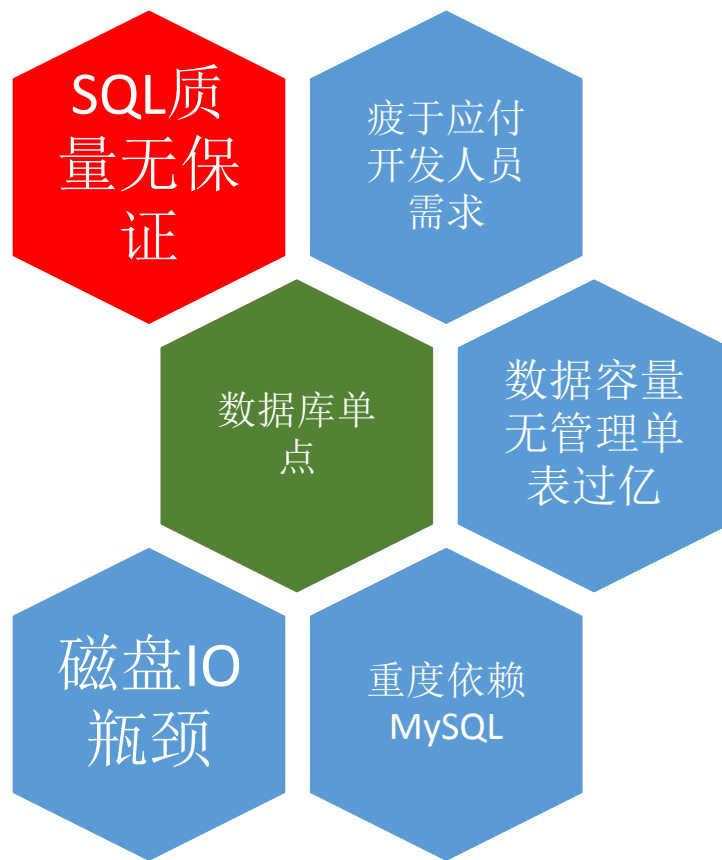 SQL质
量无保
证
疲于应付
开发人员
需求
数据库单
点
数据容量
无管理单
表过亿
磁盘IO
瓶颈
重度依赖
MySQL